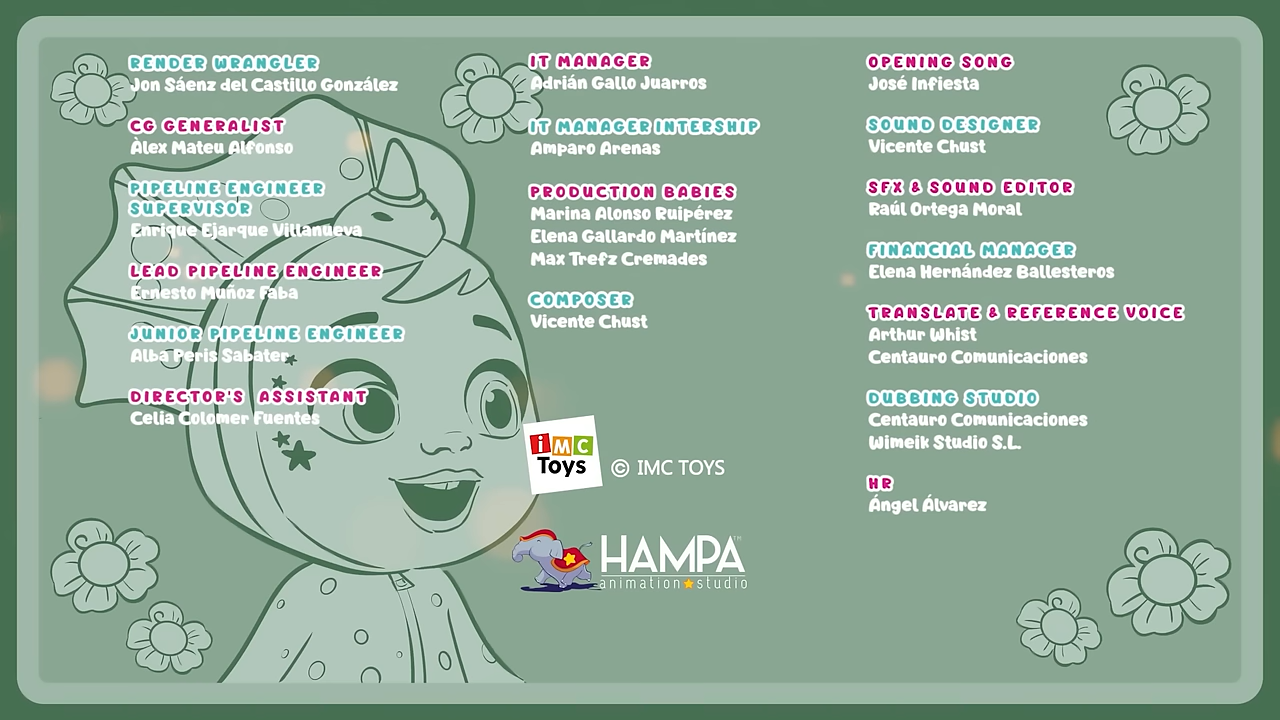 RENDER WRANGLER
Jon Sáenz del Castillo González
CG GENERALIST
Àlex Mateu Alfonso
PIPELINE ENGINEER
SUPERVISOR
Enrique Ejarque Villanueva
LEAD PIPELINE ENGINEER
Ernesto Muñoz Faba
JUNIOR PIPELINE ENGINEER
Alba Peris Sabater
DIRECTOR'S ASSISTANT
Celia Colomer Fuentes
IT MANAGER
Adrián Gallo Juarros
IT MANAGER INTERSHIP
Amparo Arenas
PRODUCTION BABIES
Marina Alonso Ruipérez
Elena Gallardo Martínez
Max Trefz Cremades
COMPOSER
Vicente Chust
iMC
Toys
© IMC TOYS
HAMPA™
animation studio
OPENING SONG
José Infiesta
SOUND DESIGNER
Vicente Chust
SFX & SOUND EDITOR
Raúl Ortega Moral
FINANCIAL MANAGER
Elena Hernández Ballesteros
TRANSLATE & REFERENCE VOICE
Arthur Whist
Centauro Comunicaciones
DUBBING STUDIO
Centauro Comunicaciones
Wimeik Studio S.L.
HR
Ángel Álvarez